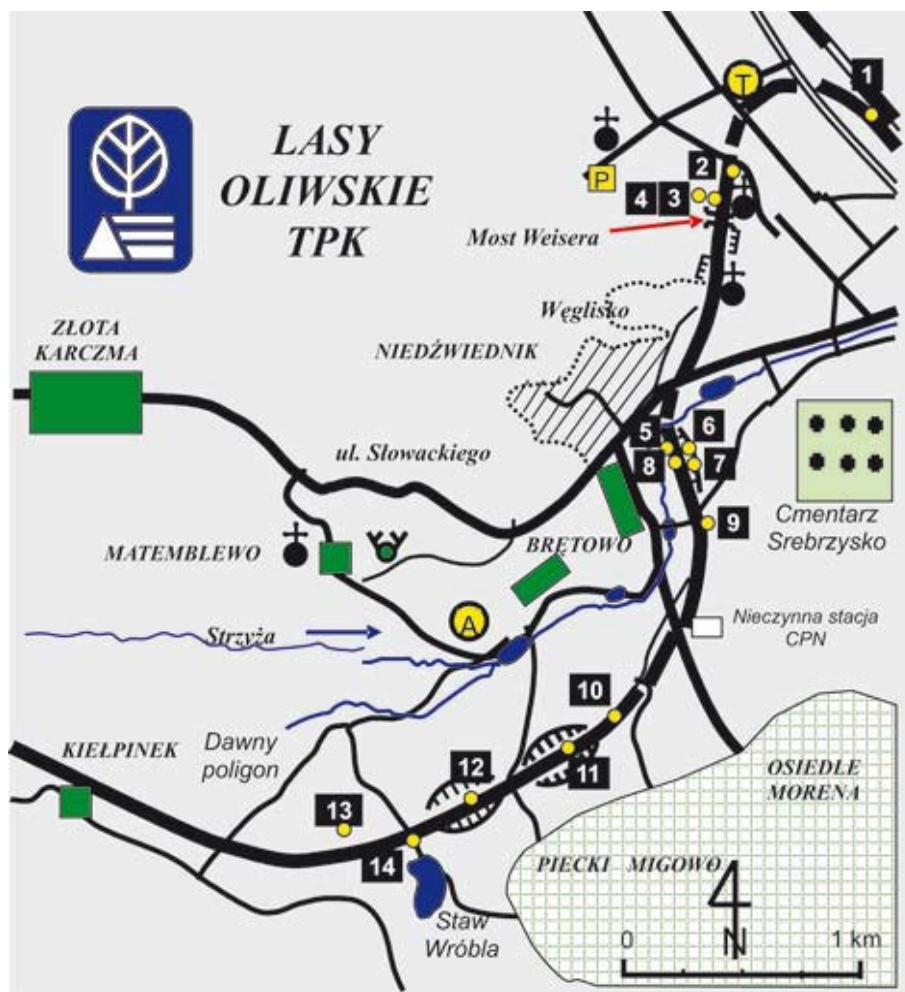 1
T
LASY
OLIWSKIE
TPK
2
P
4
3
Most Weisera
Węglisko
ZŁOTA
KARCZMA
NIEDŹWIEDNIK
5
6
ul. Słowackiego
8
7
Cmentarz
Srebrzysko
9
MATEMBLEWO
BRĘTOWO
A
Nieczynna stacja
CPN
Strzyża
10
Dawny
poligon
KIEŁPINEK
11
OSIEDLE
MORENA
12
13
14
PIECKI MIGOWO
Staw
Wróbla
N
0
1 km